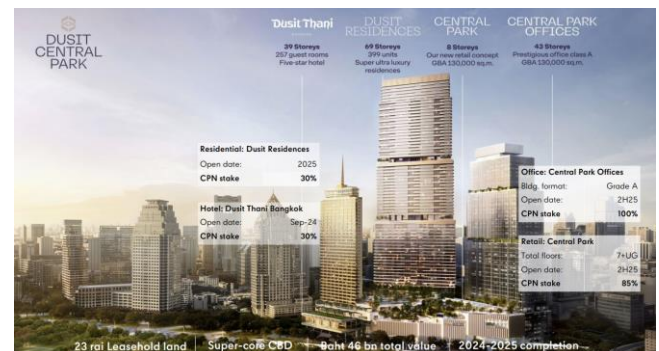 DUSIT
CENTRAL
PARK
Dusit Thani
39 Storeys
257 guest rooms
Five-star hotel
DUSIT
RESIDENCES
69 Storeys
399 units
Super ultra luxury
residences
CENTRAL
PARK
8 Storeys
Our new retail concept
GBA 130,000 sq.m.
CENTRAL PARK
OFFICES
43 Storeys
Prestigious office class A
GBA 130,000 sq.m.
Residential: Dusit Residences
Open date: 2025
CPN stake 30%
Hotel: Dusit Thani Bangkok
Open date: Sep-24
CPN stake 30%
Office: Central Park Offices
Bldg. format: Grade A
Open date: 2H25
CPN stake 100%
Retail: Central Park
Total floors: 7+UG
Open date: 2H25
CPN stake 85%
23 rai Leasehold land | Super-core CBD | Baht 46 bn total value | 2024-2025 completion